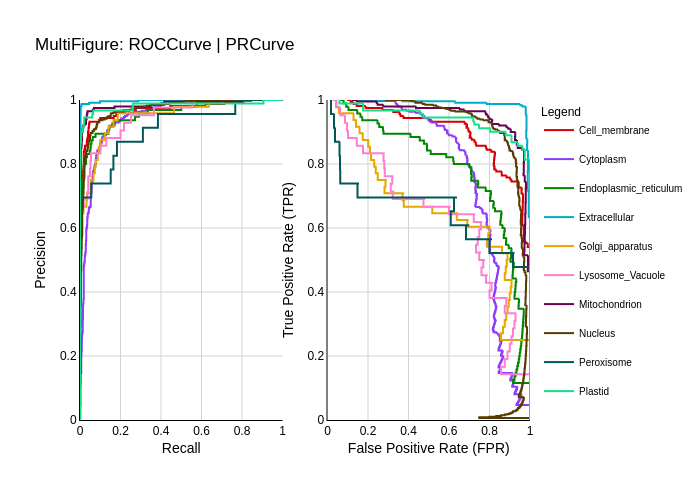 MultiFigure: ROCCurve | PRCurve
Precision
1
0.8
0.6
0.4
0.2
0
0
0.2
0.4
0.6
0.8
1
Recall
True Positive Rate (TPR)
1
0.8
0.6
0.4
0.2
0
0
0.2
0.4
0.6
0.8
1
False Positive Rate (FPR)
Legend
Cell_membrane
Cytoplasm
Endoplasmic_reticulum
Extracellular
Golgi_apparatus
Lysosome_Vacuole
Mitochondrion
Nucleus
Peroxisome
Plastid